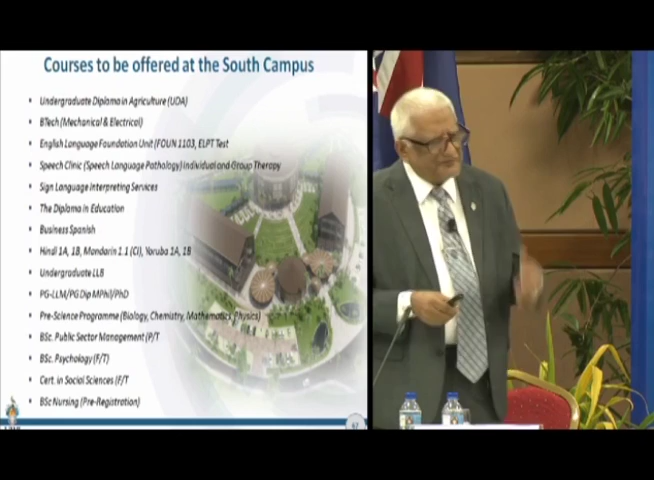 Courses to be offered at the South Campus
• Undergraduate Diploma in Agriculture (UDA)
• BTech (Mechanical & Electrical)
• English Language Foundation Unit (FOUN 1103, ELPT Test
• Speech Clinic (Speech Language Pathology) Individual and Group Therapy
• Sign Language Interpreting Services
• The Diploma in Education
• Business Spanish
• Hindi 1A, 1B, Mandarin 1.1 (CI), Yoruba 1A, 1B
• Undergraduate LLB
• PG-LLM/PG Dip MPhil/PhD
• Pre-Science Programme (Biology, Chemistry, Mathematics, Physics)
• BSc. Public Sector Management (P/T
• BSc. Psychology (F/T)
• Cert. in Social Sciences (F/T
• BSc Nursing (Pre-Registration)